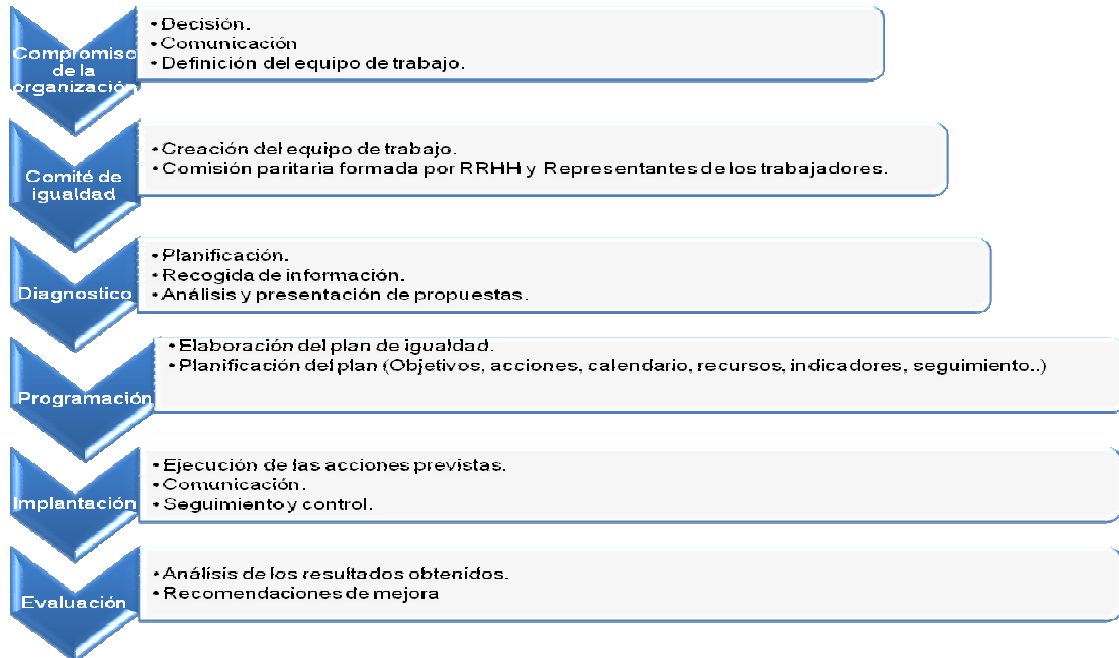 Compromiso
de la
organización
• Decisión.
• Comunicación
• Definición del equipo de trabajo.
Comité de
igualdad
• Creación del equipo de trabajo.
• Comisión paritaria formada por RRHH y Representantes de los trabajadores.
Diagnostico
• Planificación.
• Recogida de información.
• Análisis y presentación de propuestas.
Programación
• Elaboración del plan de igualdad.
• Planificación del plan (Objetivos, acciones, calendario, recursos, indicadores, seguimiento..)
Implantación
• Ejecución de las acciones previstas.
• Comunicación.
• Seguimiento y control.
Evaluación
• Análisis de los resultados obtenidos.
• Recomendaciones de mejora